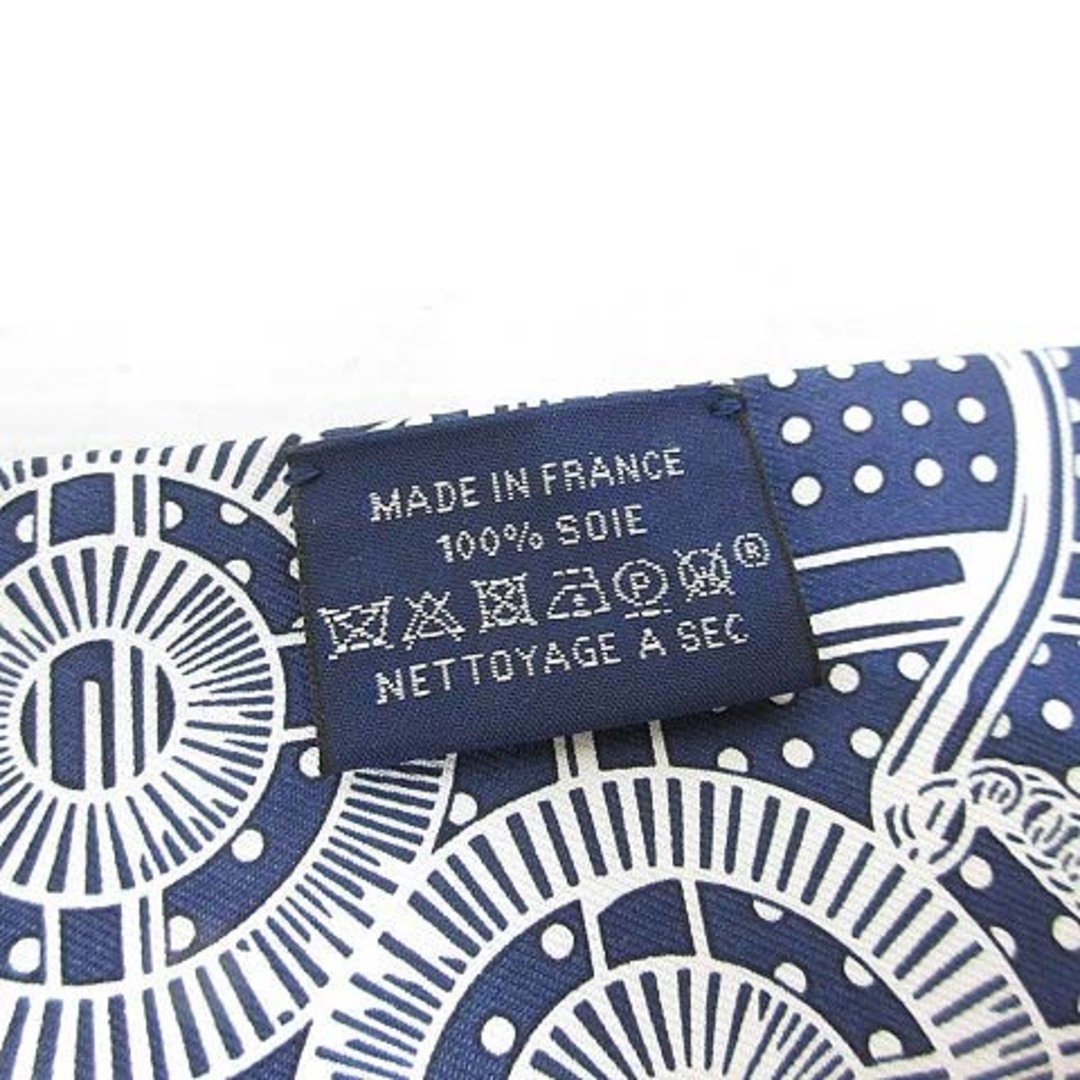 MADE IN FRANCE
100% SOIE
P W ®
NETTOYAGE A SEC